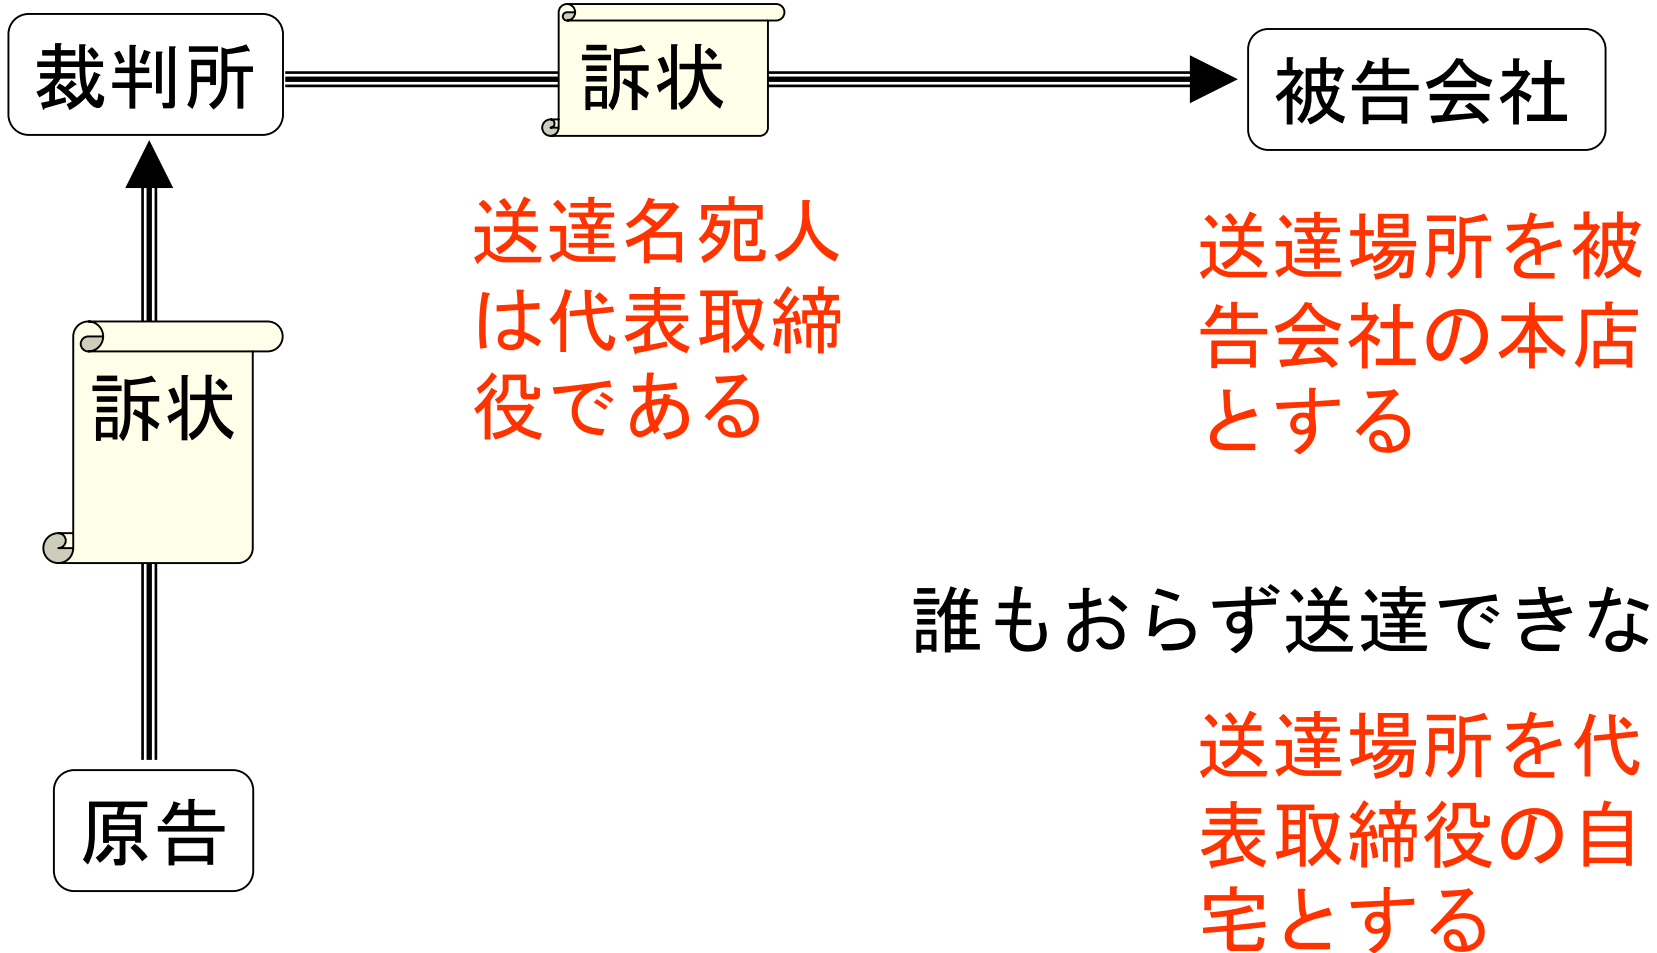 裁判所
訴状
被告会社
送達名宛人
は代表取締
役である
送達場所を被
告会社の本店
とする
訴状
誰もおらず送達できな
送達場所を代
表取締役の自
宅とする
原告